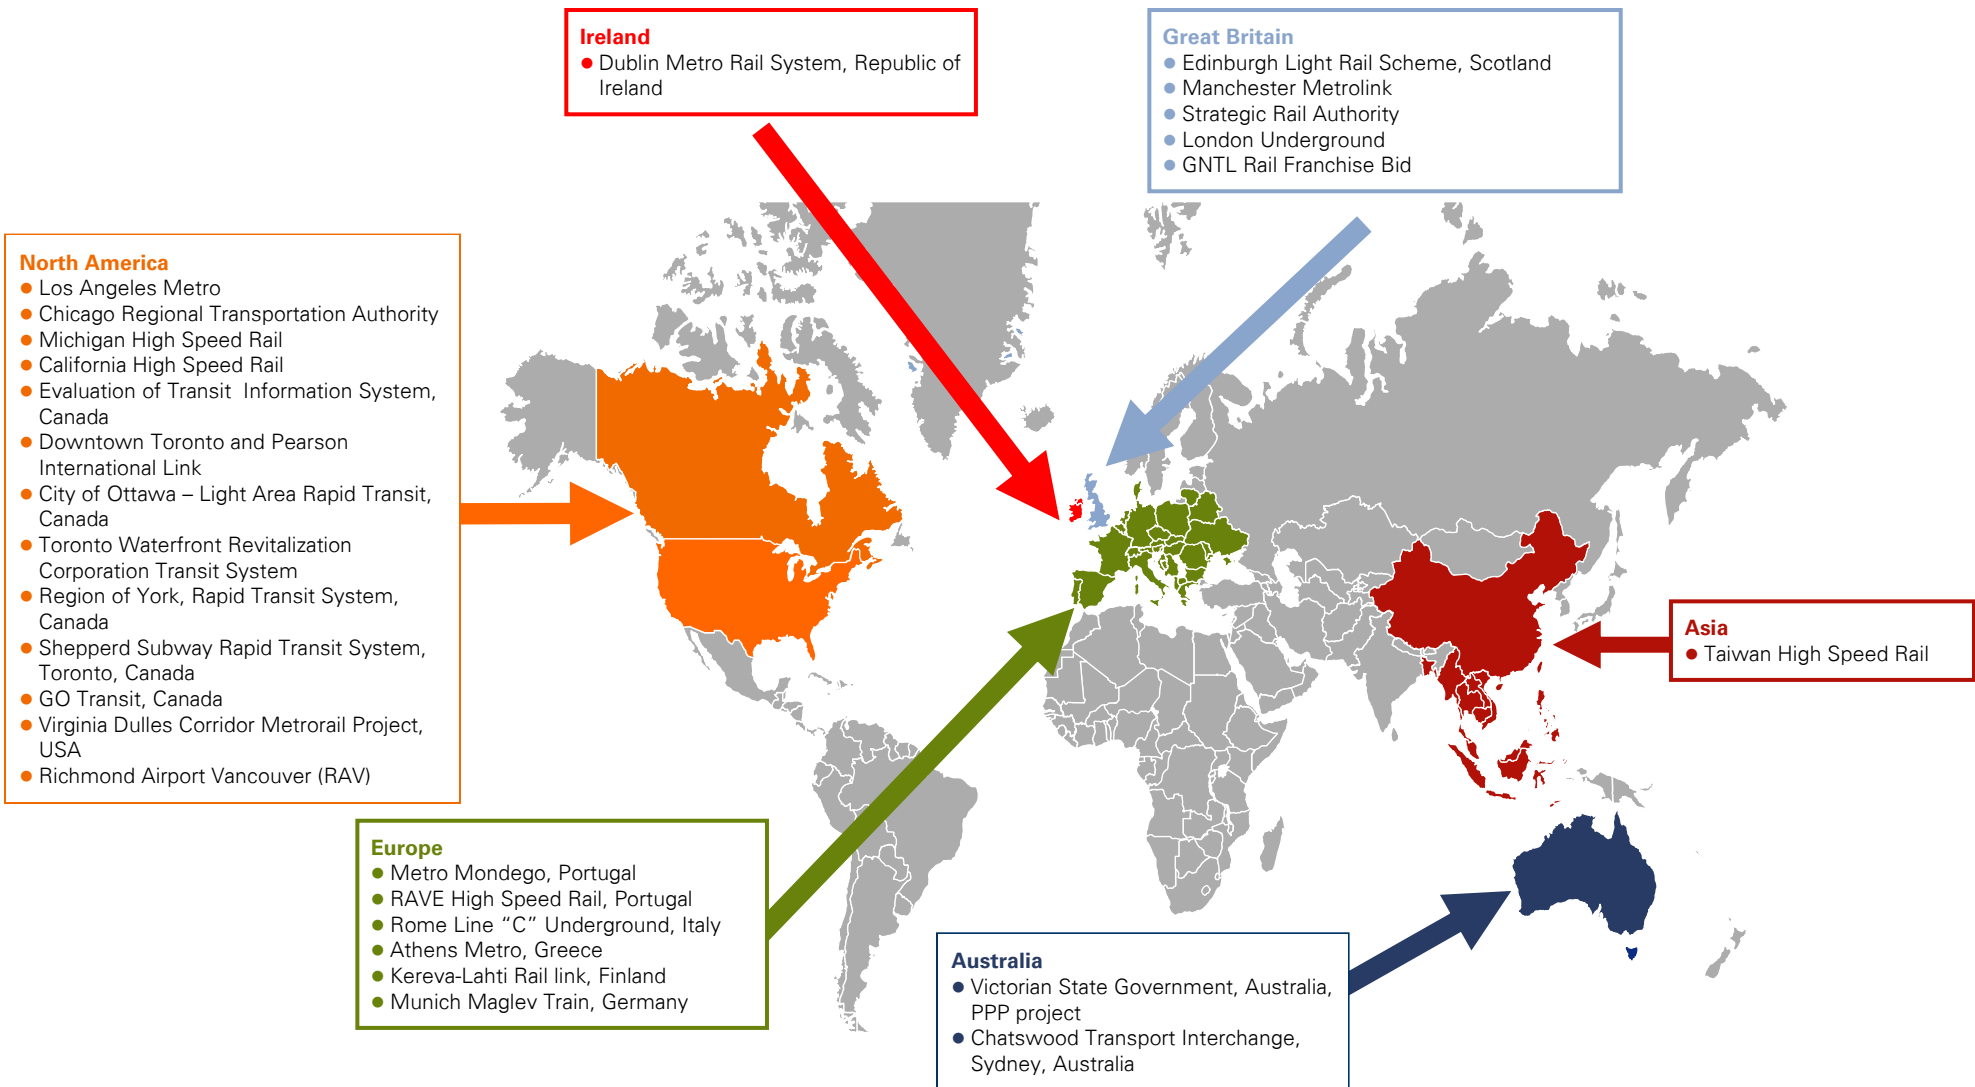 Ireland
● Dublin Metro Rail System, Republic of
Ireland
Great Britain
● Edinburgh Light Rail Scheme, Scotland
● Manchester Metrolink
● Strategic Rail Authority
● London Underground
● GNTL Rail Franchise Bid
North America
● Los Angeles Metro
● Chicago Regional Transportation Authority
● Michigan High Speed Rail
● California High Speed Rail
● Evaluation of Transit  Information System,
Canada
● Downtown Toronto and Pearson
International Link
● City of Ottawa – Light Area Rapid Transit,
Canada
● Toronto Waterfront Revitalization
Corporation Transit System
● Region of York, Rapid Transit System,
Canada
● Shepperd Subway Rapid Transit System,
Toronto, Canada
● GO Transit, Canada
● Virginia Dulles Corridor Metrorail Project,
USA
● Richmond Airport Vancouver (RAV)
Asia
● Taiwan High Speed Rail
Europe
● Metro Mondego, Portugal
● RAVE High Speed Rail, Portugal
● Rome Line “C” Underground, Italy
● Athens Metro, Greece
● Kereva-Lahti Rail link, Finland
● Munich Maglev Train, Germany
Australia
● Victorian State Government, Australia,
PPP project
● Chatswood Transport Interchange,
Sydney, Australia